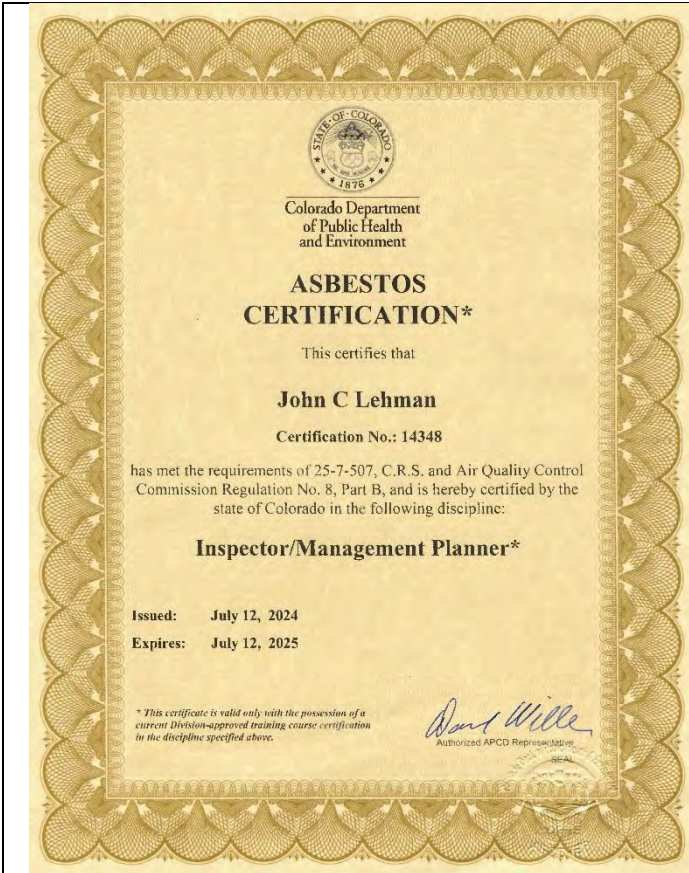 STATE·OF·COLORADO
1876
Colorado Department
of Public Health
and Environment
ASBESTOS
CERTIFICATION*
This certifies that
John C Lehman
Certification No.: 14348
has met the requirements of 25-7-507, C.R.S. and Air Quality Control
Commission Regulation No. 8, Part B, and is hereby certified by the
state of Colorado in the following discipline:
Inspector/Management Planner*
Issued: July 12, 2024
Expires: July 12, 2025
* This certificate is valid only with the possession of a
current Division-approved training course certification
in the discipline specified above.
Authorized APCD Representative
SEAL